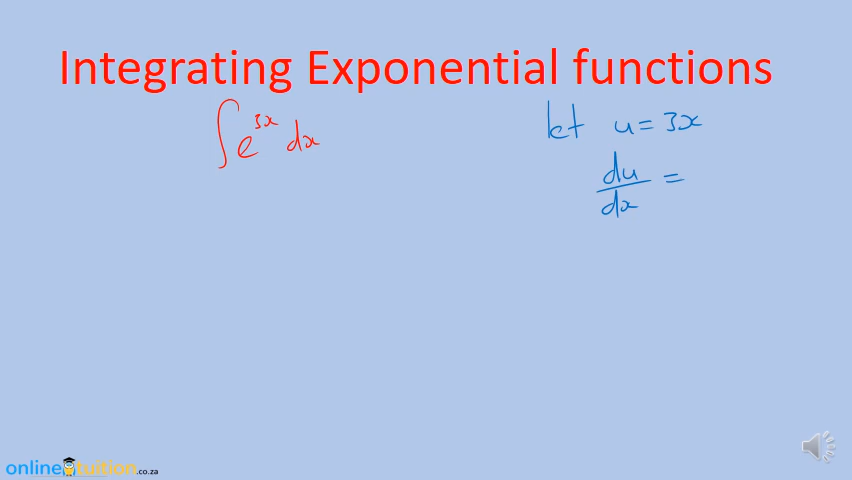 Integrating Exponential functions
∫e^{3x} dx
let u = 3x
du/dx =
onlinetuition.co.za